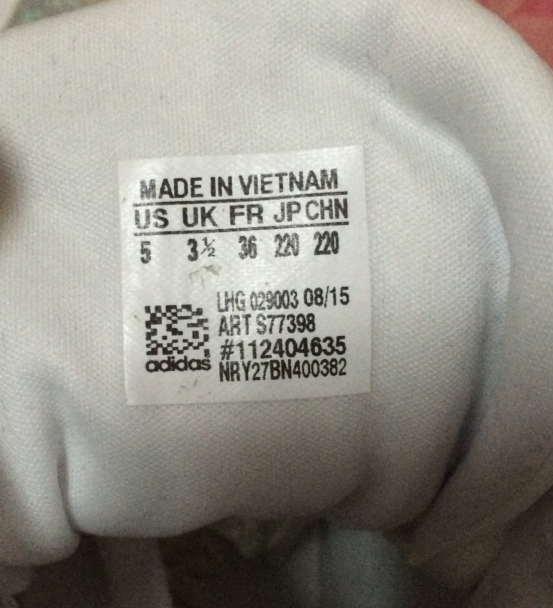 MADE IN VIETNAM
US UK FR JP CHN
5 3½ 36 220 220
LHG 029003 08/15
ART S77398
#112404635
adidas
NRY27BN400382